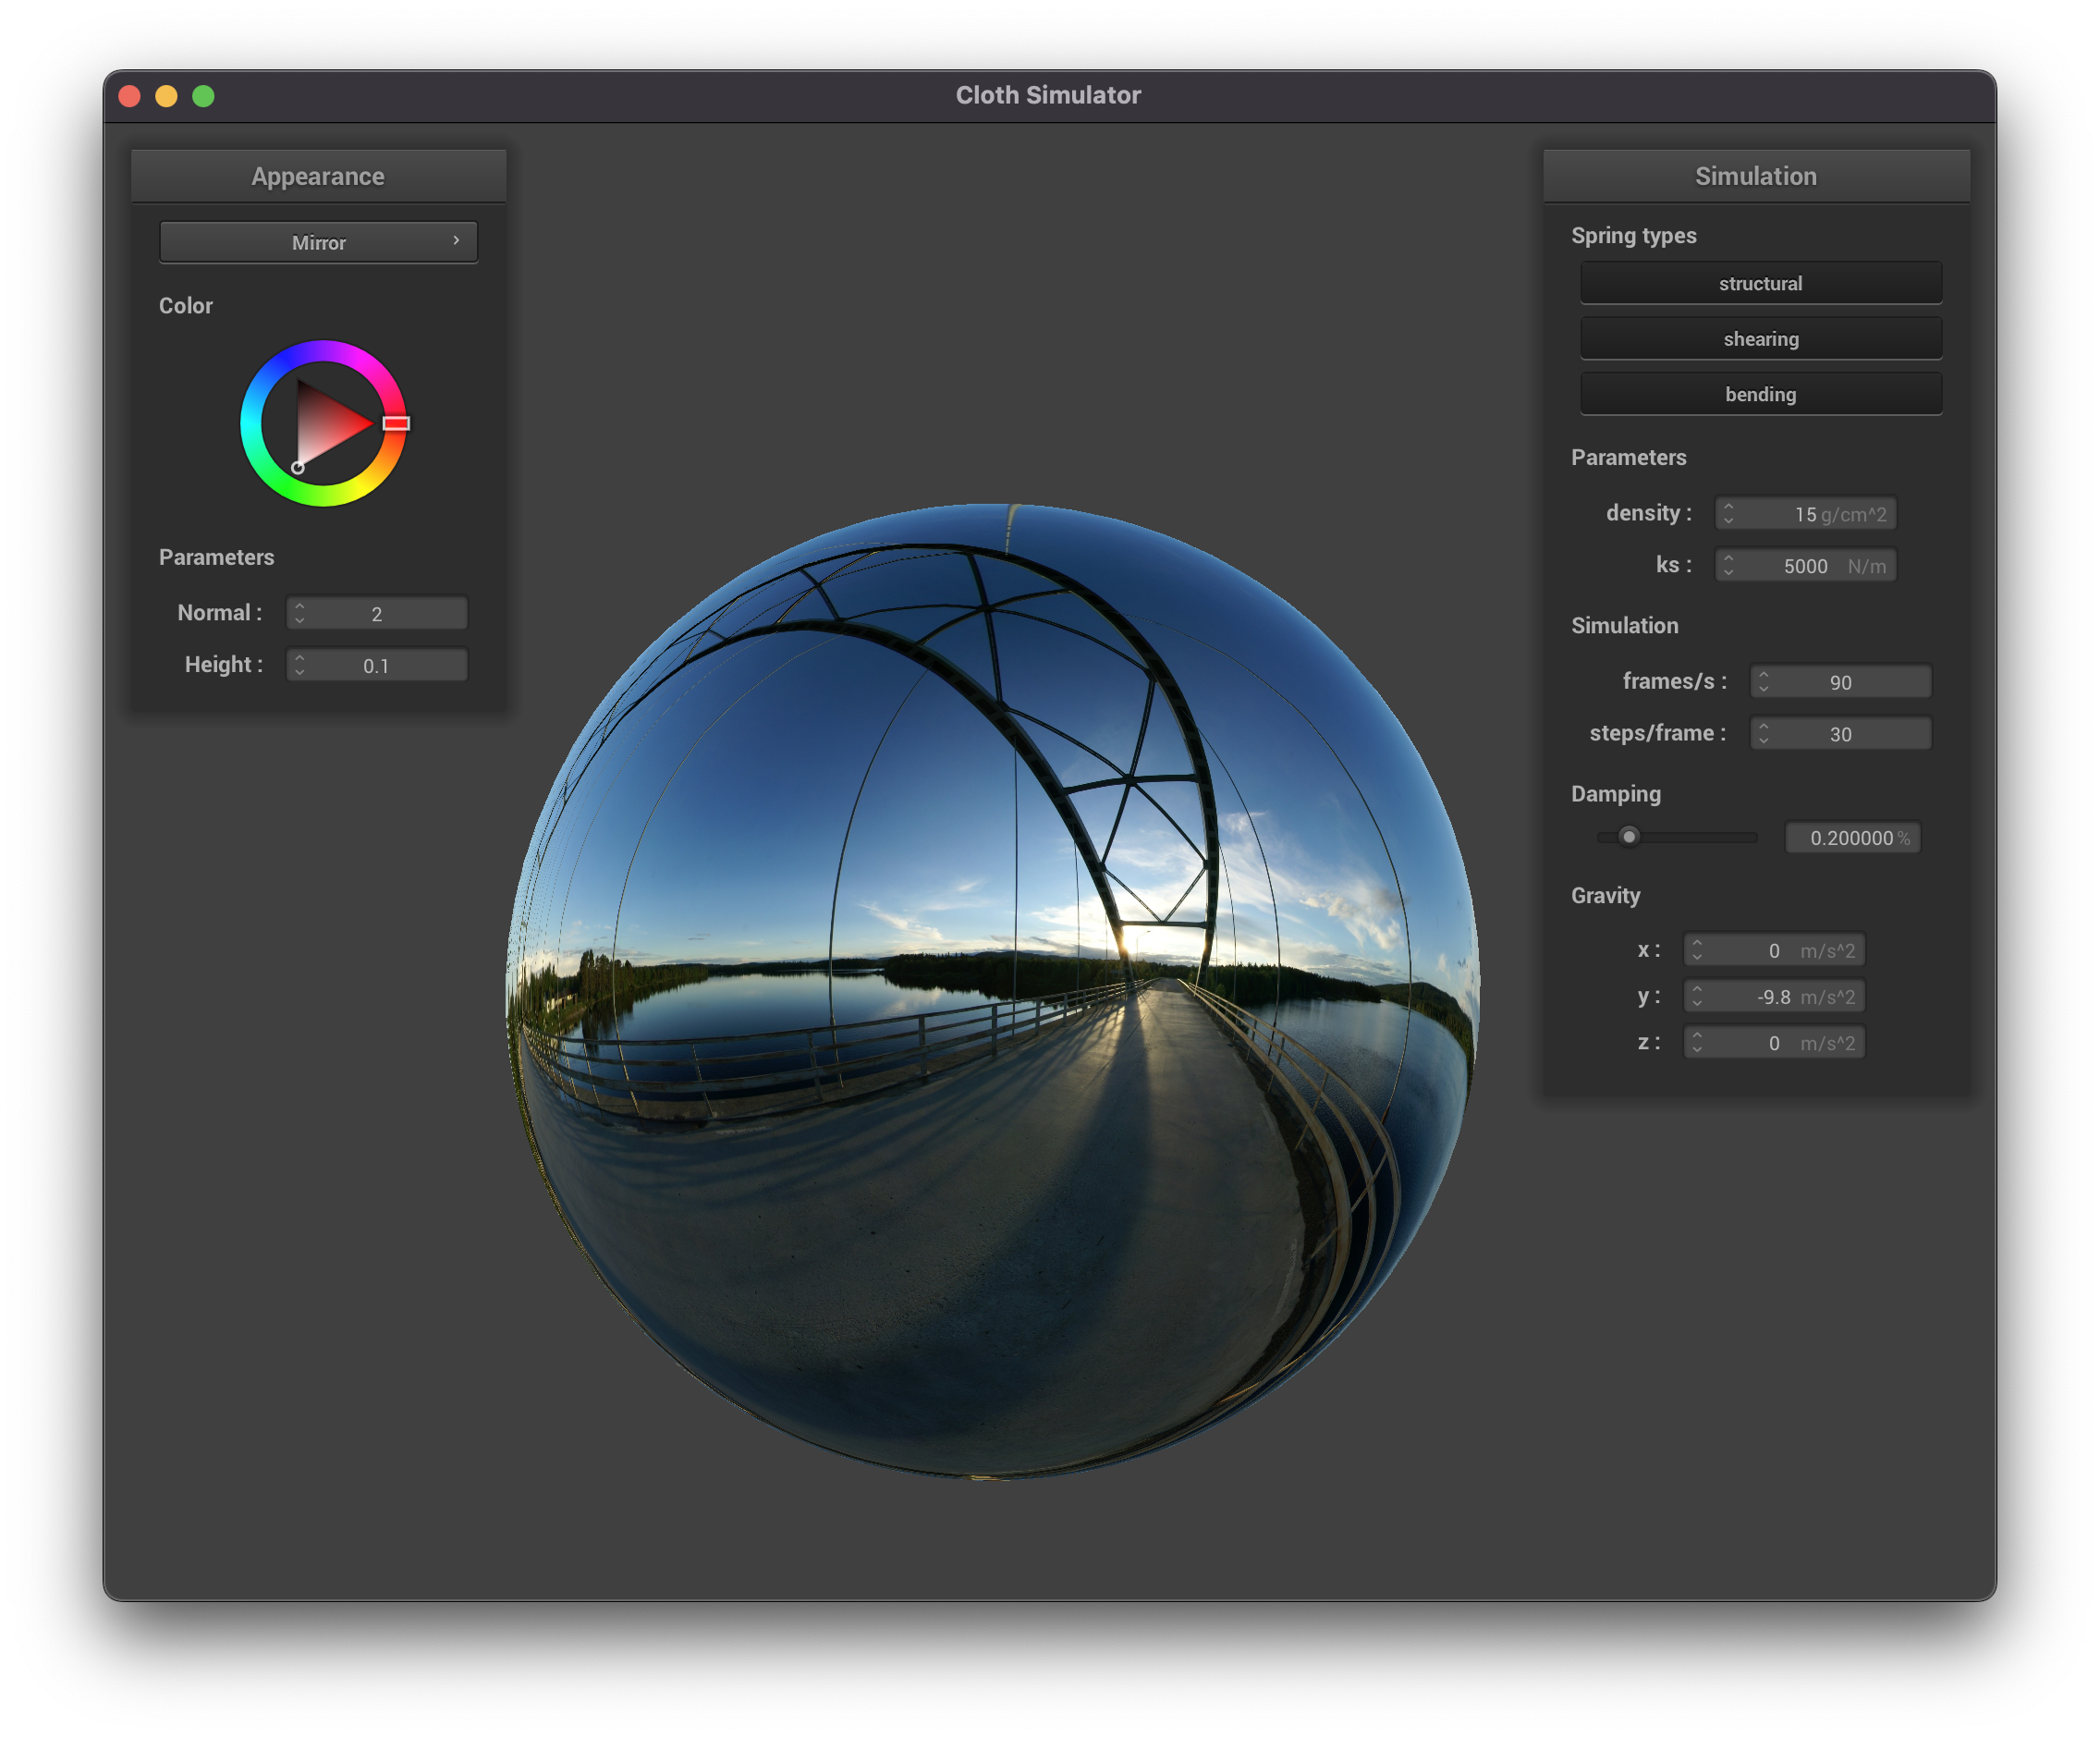 Cloth Simulator
Appearance
Mirror
Color
Parameters
Normal : 2
Height : 0.1
Simulation
Spring types
structural
shearing
bending
Parameters
density : 15 g/cm^2
ks : 5000 N/m
Simulation
frames/s : 90
steps/frame : 30
Damping
0.200000 %
Gravity
x : 0 m/s^2
y : -9.8 m/s^2
z : 0 m/s^2